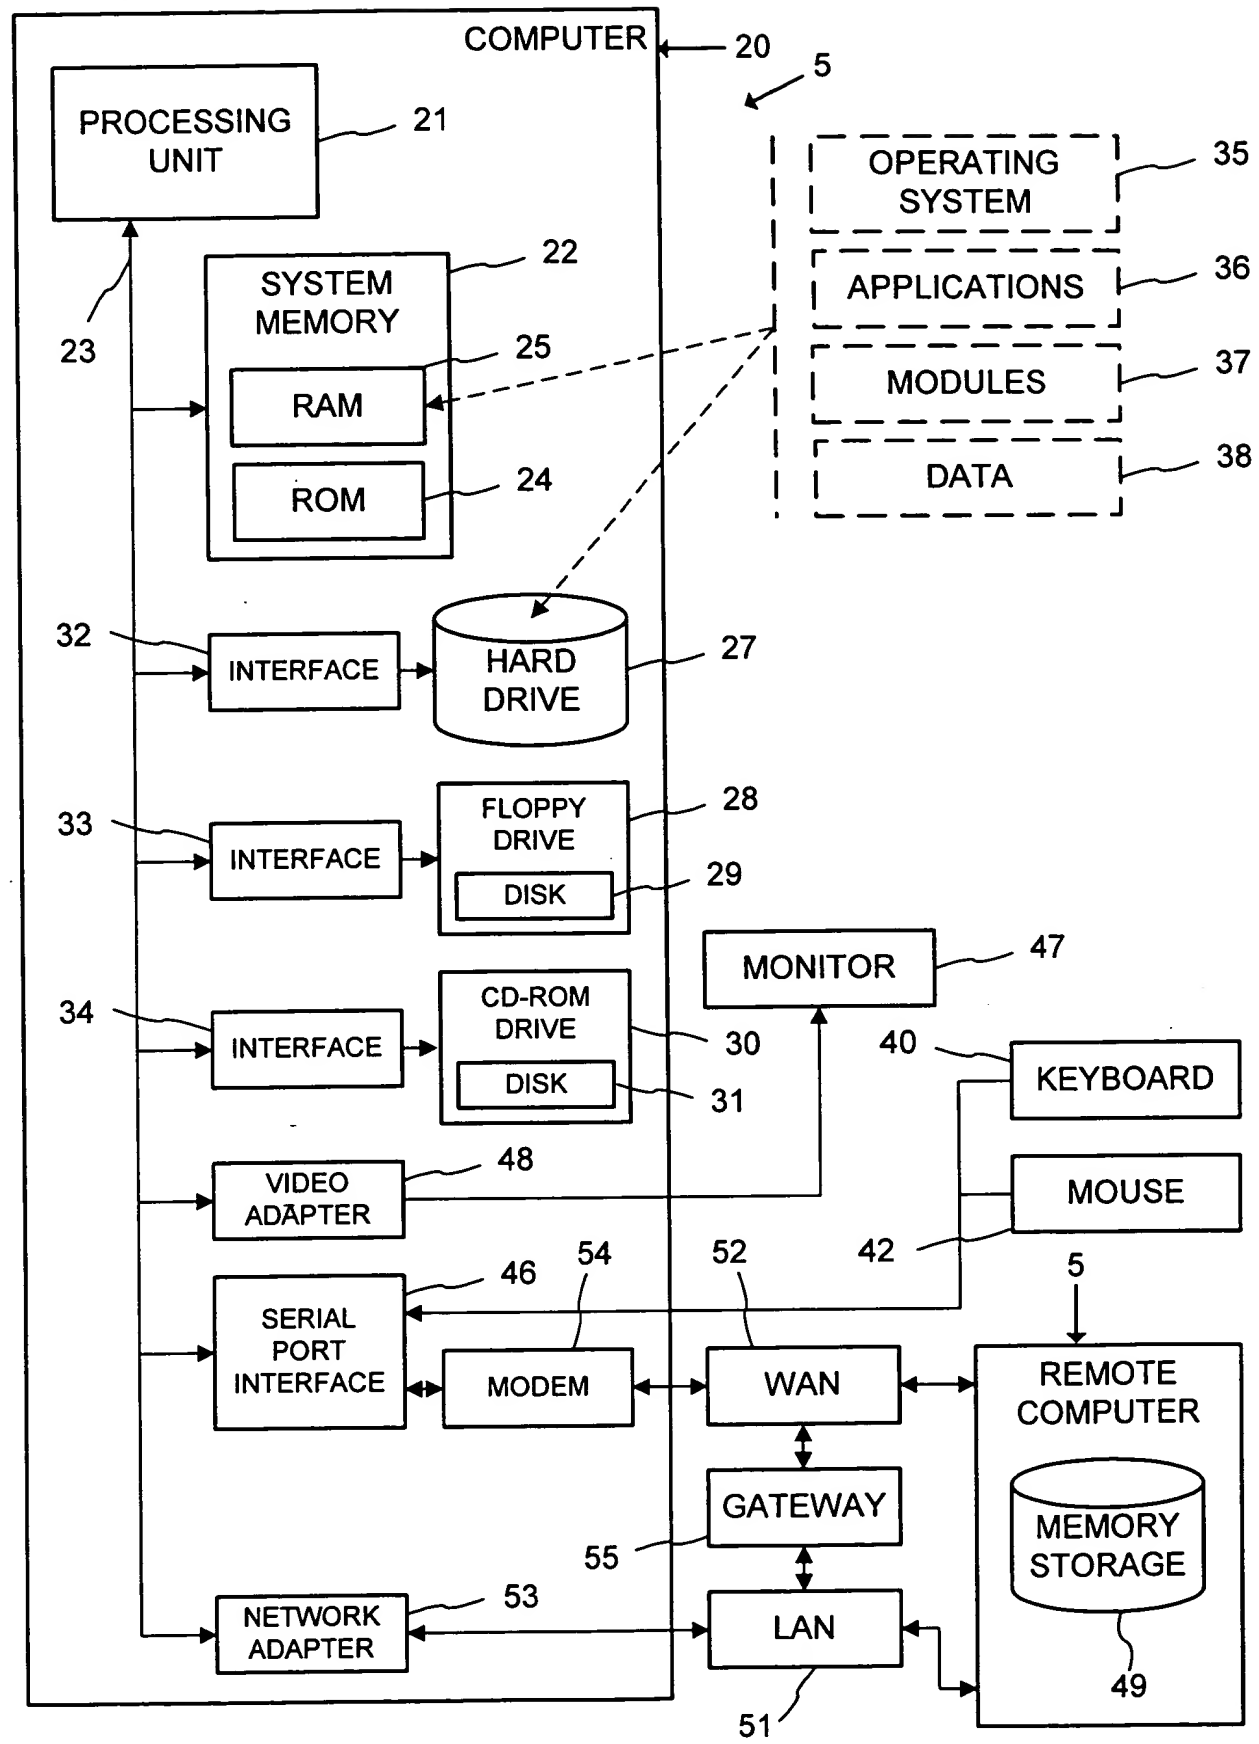 COMPUTER
20
5
PROCESSING
UNIT
21
OPERATING
SYSTEM
35
23
SYSTEM
MEMORY
22
APPLICATIONS
36
25
RAM
MODULES
37
24
ROM
DATA
38
32
INTERFACE
HARD
DRIVE
27
33
INTERFACE
FLOPPY
DRIVE
28
DISK
29
MONITOR
47
34
INTERFACE
CD-ROM
DRIVE
30
DISK
31
40
KEYBOARD
48
VIDEO
ADAPTER
MOUSE
42
46
SERIAL
PORT
INTERFACE
54
MODEM
52
WAN
5
REMOTE
COMPUTER
GATEWAY
55
MEMORY
STORAGE
49
53
NETWORK
ADAPTER
LAN
51